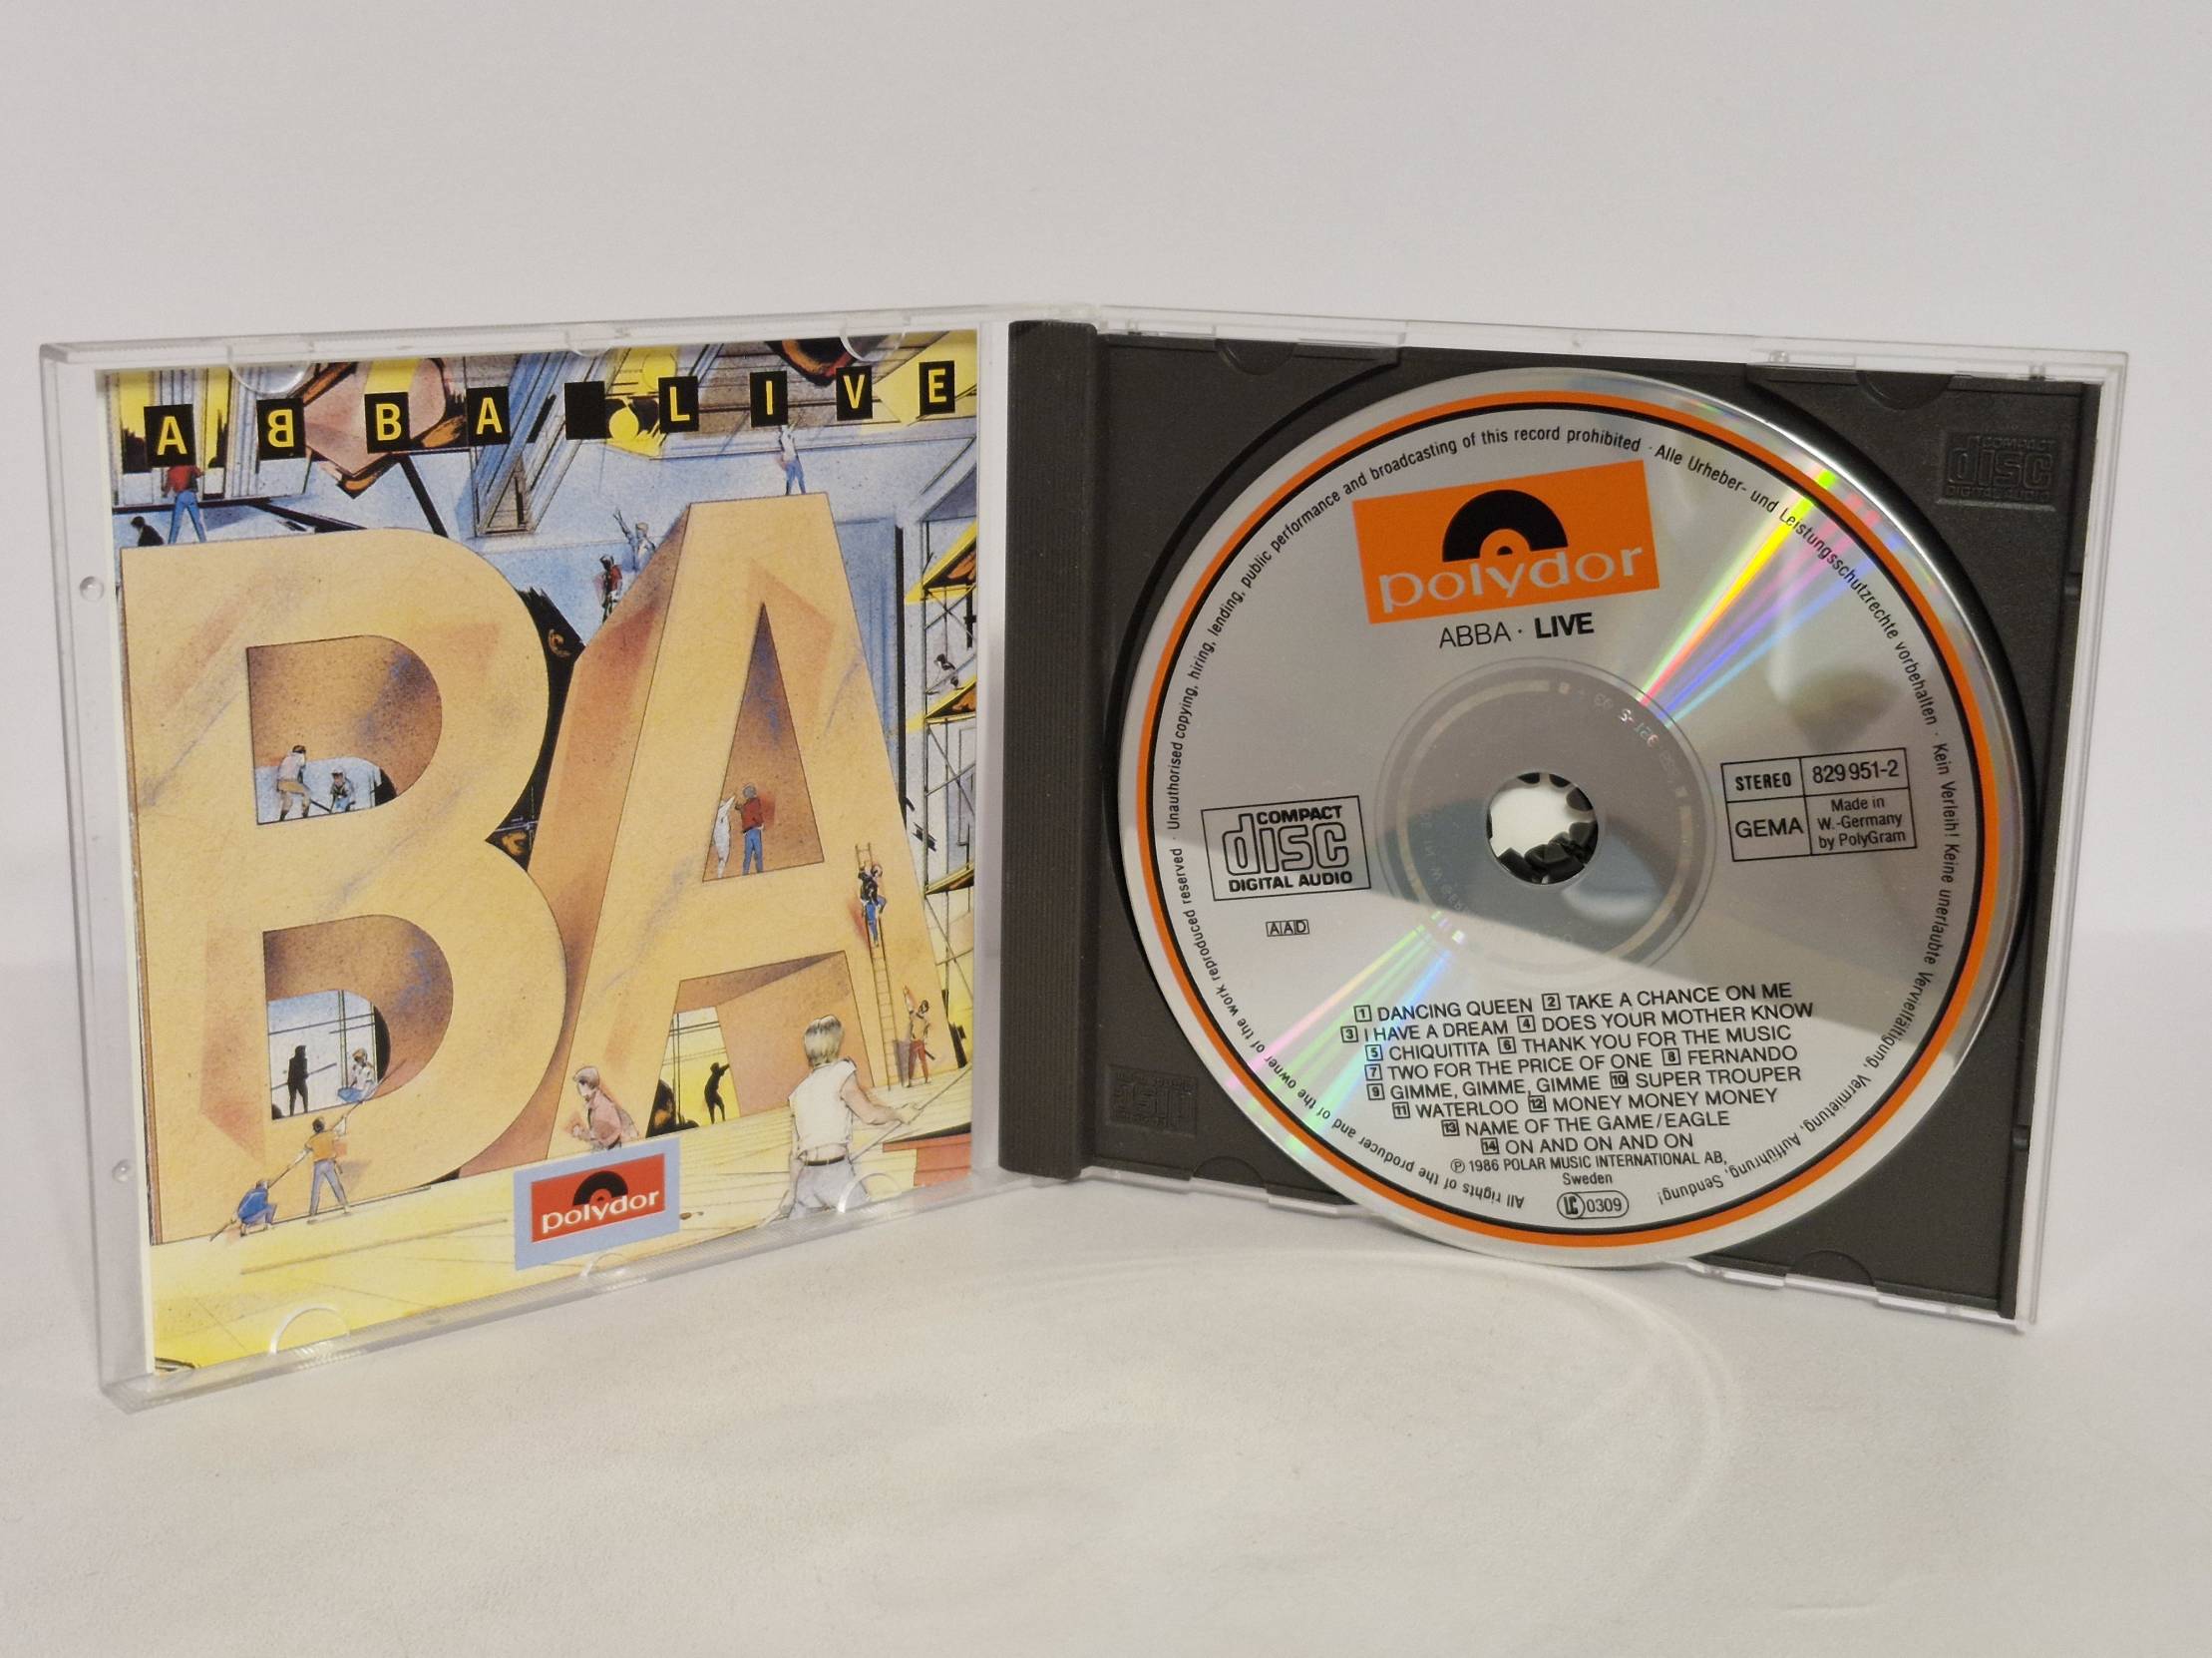 ABBA LIVE
BA
polydor
polydor
ABBA · LIVE
COMPACT
disc
DIGITAL AUDIO
AAD
STEREO 829 951-2
GEMA Made in
W.-Germany
by PolyGram
1 DANCING QUEEN 2 TAKE A CHANCE ON ME
3 I HAVE A DREAM 4 DOES YOUR MOTHER KNOW
5 CHIQUITITA 6 THANK YOU FOR THE MUSIC
7 TWO FOR THE PRICE OF ONE 8 FERNANDO
9 GIMME, GIMME, GIMME 10 SUPER TROUPER
11 WATERLOO 12 MONEY MONEY MONEY
13 NAME OF THE GAME/EAGLE
14 ON AND ON AND ON
℗ 1986 POLAR MUSIC INTERNATIONAL AB,
Sweden
LC 0309
All rights of the producer and of the owner of the work reproduced reserved · Unauthorised copying, hiring, lending, public performance and broadcasting of this record prohibited · Alle Urheber- und Leistungsschutzrechte vorbehalten · Kein Verleih! Keine unerlaubte Vervielfältigung, Vermietung, Aufführung, Sendung!
COMPACT
disc
DIGITAL AUDIO